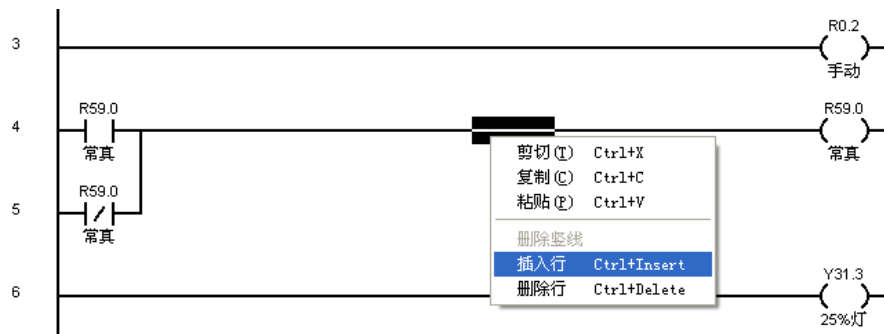 R0.2
3
手动
R59.0
R59.0
4
常真
常真
剪切(T) Ctrl+X
复制(C) Ctrl+C
粘贴(P) Ctrl+V
R59.0
5
常真
删除竖线
插入行 Ctrl+Insert
删除行 Ctrl+Delete
Y31.3
6
25%灯